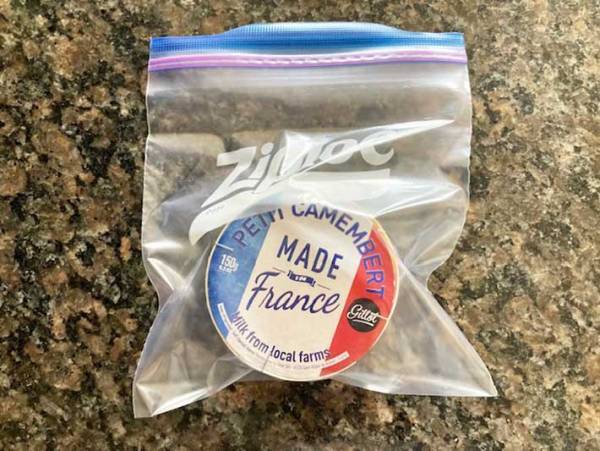 Ziploc
PETIT CAMEMBERT
150g
MADE
IN
France
Gillot
Milk from local farms